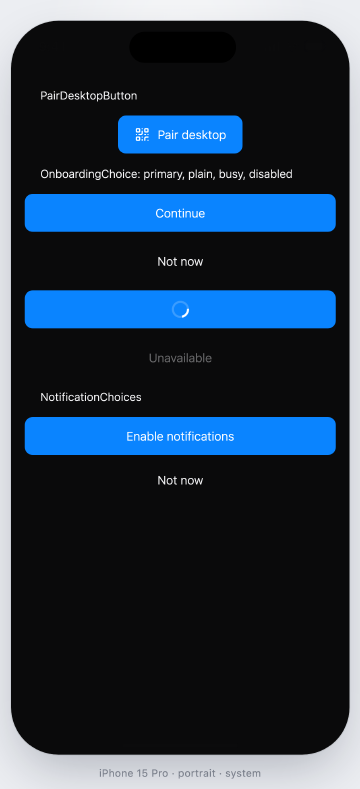 PairDesktopButton
Pair desktop
OnboardingChoice: primary, plain, busy, disabled
Continue
Not now
Unavailable
NotificationChoices
Enable notifications
Not now
iPhone 15 Pro · portrait · system